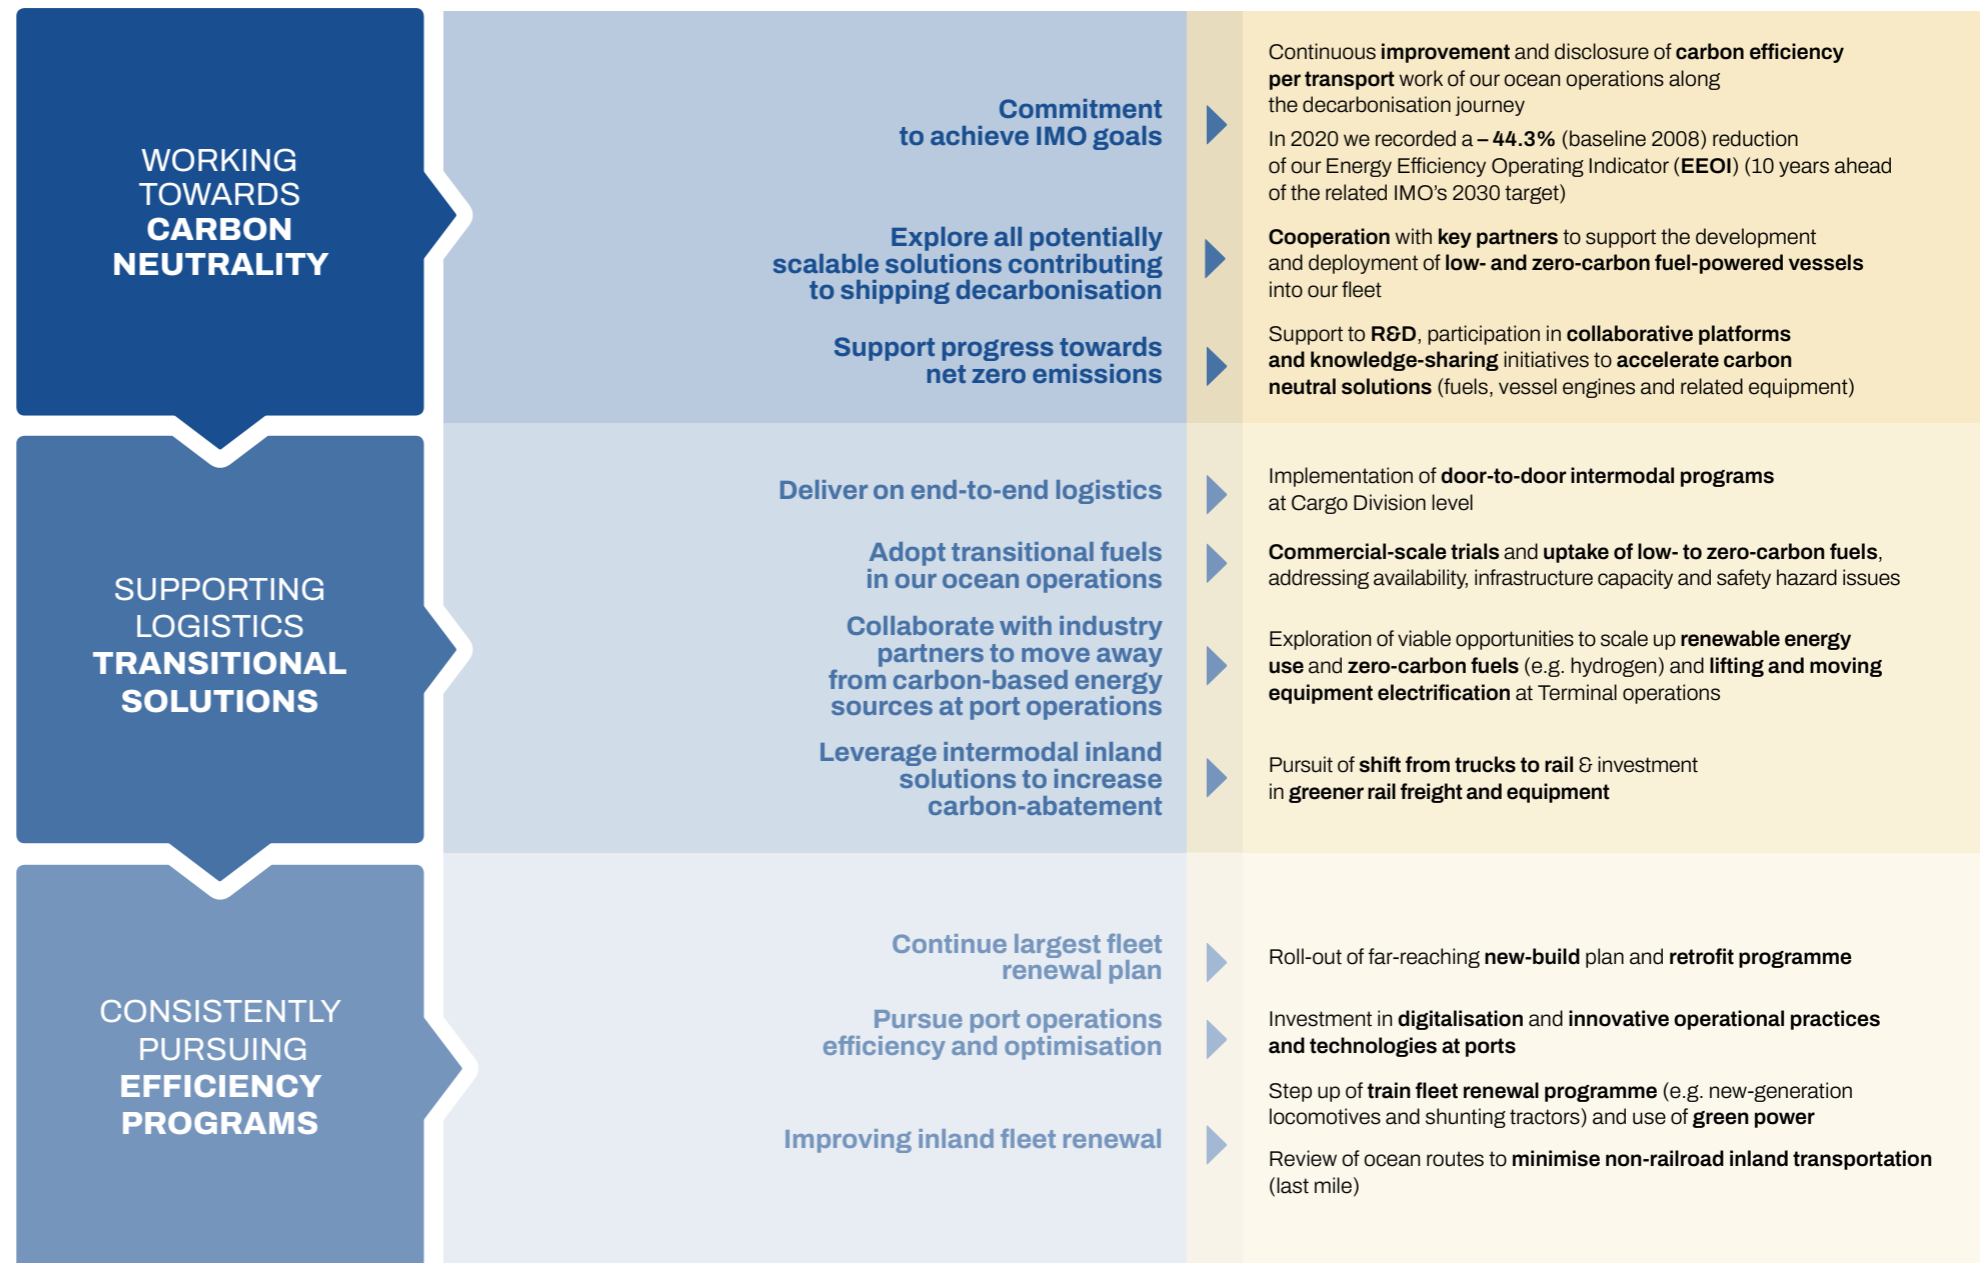 WORKING
TOWARDS
CARBON
NEUTRALITY
Commitment
to achieve IMO goals
Continuous improvement and disclosure of carbon efficiency
per transport work of our ocean operations along
the decarbonisation journey
In 2020 we recorded a – 44.3% (baseline 2008) reduction
of our Energy Efficiency Operating Indicator (EEOI) (10 years ahead
of the related IMO’s 2030 target)
Explore all potentially
scalable solutions contributing
to shipping decarbonisation
Cooperation with key partners to support the development
and deployment of low- and zero-carbon fuel-powered vessels
into our fleet
Support progress towards
net zero emissions
Support to R&D, participation in collaborative platforms
and knowledge-sharing initiatives to accelerate carbon
neutral solutions (fuels, vessel engines and related equipment)
SUPPORTING
LOGISTICS
TRANSITIONAL
SOLUTIONS
Deliver on end-to-end logistics
Implementation of door-to-door intermodal programs
at Cargo Division level
Adopt transitional fuels
in our ocean operations
Commercial-scale trials and uptake of low- to zero-carbon fuels,
addressing availability, infrastructure capacity and safety hazard issues
Collaborate with industry
partners to move away
from carbon-based energy
sources at port operations
Exploration of viable opportunities to scale up renewable energy
use and zero-carbon fuels (e.g. hydrogen) and lifting and moving
equipment electrification at Terminal operations
Leverage intermodal inland
solutions to increase
carbon-abatement
Pursuit of shift from trucks to rail & investment
in greener rail freight and equipment
CONSISTENTLY
PURSUING
EFFICIENCY
PROGRAMS
Continue largest fleet
renewal plan
Roll-out of far-reaching new-build plan and retrofit programme
Pursue port operations
efficiency and optimisation
Investment in digitalisation and innovative operational practices
and technologies at ports
Improving inland fleet renewal
Step up of train fleet renewal programme (e.g. new-generation
locomotives and shunting tractors) and use of green power
Review of ocean routes to minimise non-railroad inland transportation
(last mile)